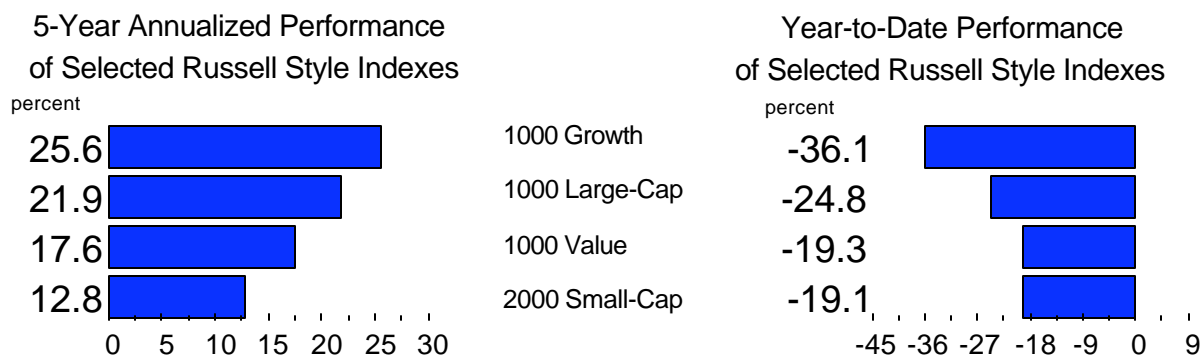 5-Year Annualized Performance
of Selected Russell Style Indexes
percent
25.6
21.9
17.6
12.8
0 5 10 15 20 25 30
1000 Growth
1000 Large-Cap
1000 Value
2000 Small-Cap
Year-to-Date Performance
of Selected Russell Style Indexes
percent
-36.1
-24.8
-19.3
-19.1
-45 -36 -27 -18 -9 0 9